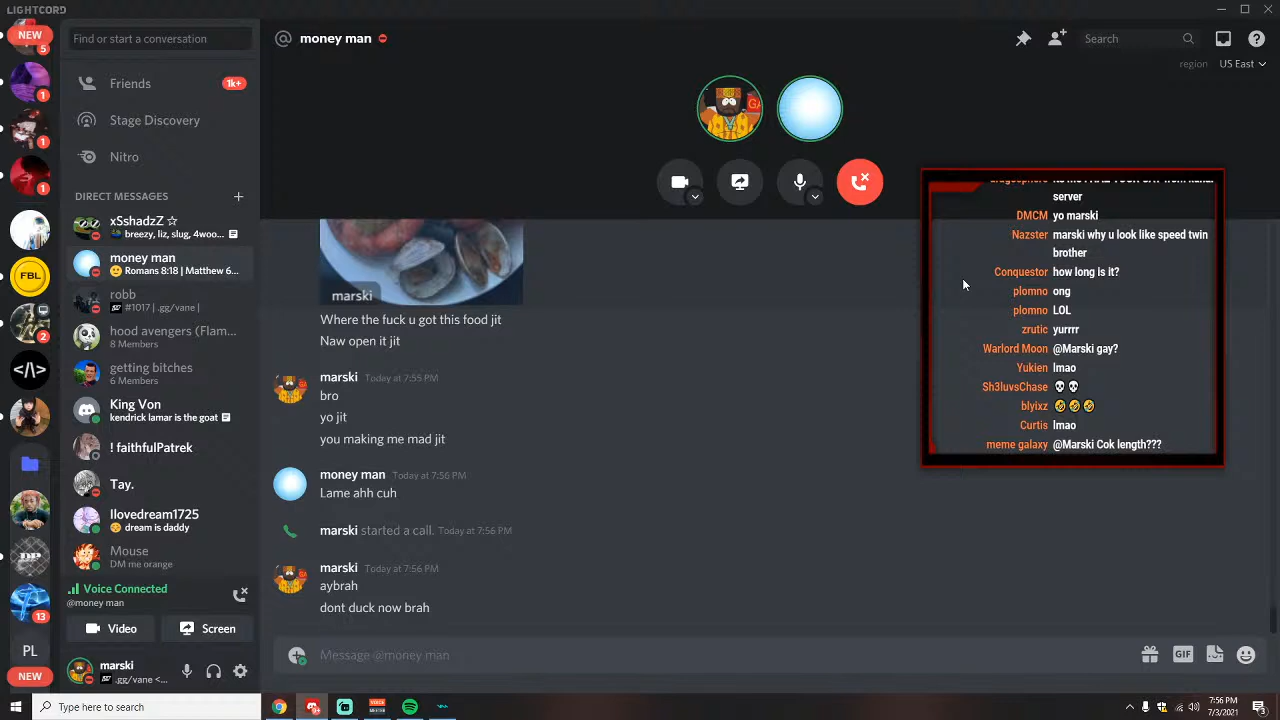 LIGHTCORD
NEW
5
1
1
1
FBL
2
</>
13
PL
NEW
Find or start a conversation
Friends
1k+
Stage Discovery
Nitro
DIRECT MESSAGES
xSshadzZ ☆
breezy, liz, slug, 4woo...
money man
🙂 Romans 8:18 | Matthew 6...
robb
#1017 | .gg/vane |
hood avengers (Flam...
8 Members
getting bitches
6 Members
King Von
kendrick lamar is the goat
! faithfulPatrek
Tay.
Ilovedream1725
dream is daddy
Mouse
DM me orange
Voice Connected
@money man
Video
Screen
marski
.gg/vane <...
@ money man
Search
region
US East
marski
Where the fuck u got this food jit
Naw open it jit
marski Today at 7:55 PM
bro
yo jit
you making me mad jit
money man Today at 7:56 PM
Lame ahh cuh
marski started a call. Today at 7:56 PM
marski Today at 7:56 PM
aybrah
dont duck now brah
Message @money man
GIF
server
DMCM yo marski
Nazster marski why u look like speed twin
brother
Conquestor how long is it?
plomno ong
plomno LOL
zrutic yurrrr
Warlord Moon @Marski gay?
Yukien lmao
Sh3luvsChase 💀💀
blyixz 🤣🤣🤣
Curtis lmao
meme galaxy @Marski Cok length???
Type here to search
VOICE
MEETER
7:56 PM
7/3/2021